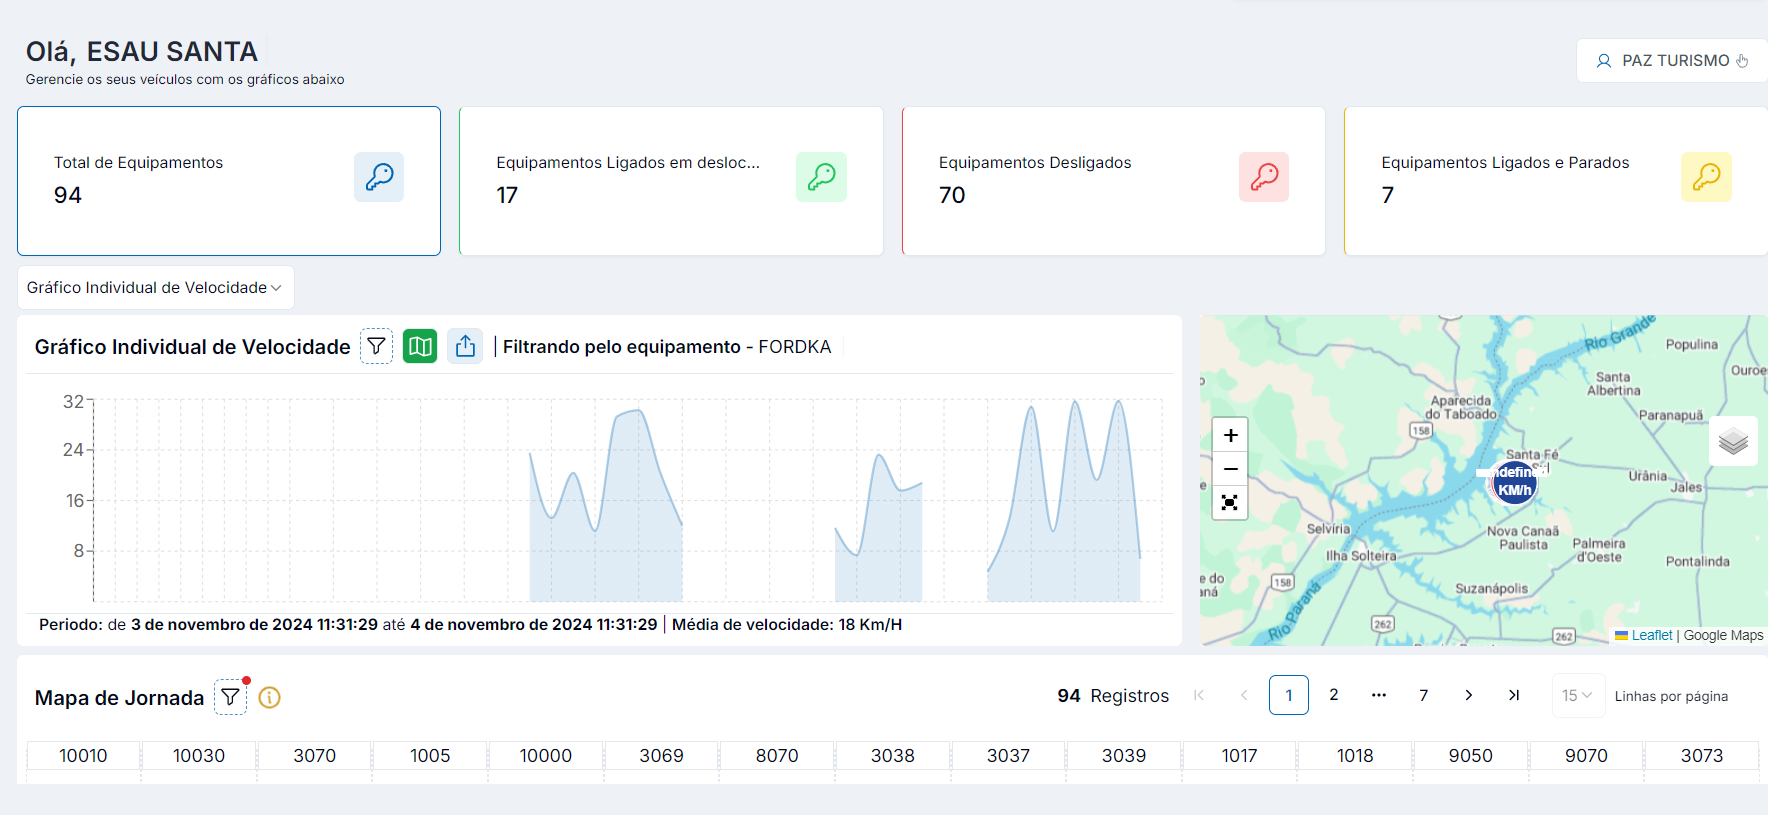 Olá, ESAU SANTA
Gerencie os seus veículos com os gráficos abaixo
PAZ TURISMO
Total de Equipamentos
94
Equipamentos Ligados em desloc...
17
Equipamentos Desligados
70
Equipamentos Ligados e Parados
7
Gráfico Individual de Velocidade
Gráfico Individual de Velocidade
| Filtrando pelo equipamento - FORDKA
32
24
16
8
Periodo: de 3 de novembro de 2024 11:31:29 até 4 de novembro de 2024 11:31:29 | Média de velocidade: 18 Km/H
Rio Grande
Populina
Ouroe
Santa
Albertina
Aparecida
do Taboado
Paranapuã
158
+
−
Santa Fé
KM/h
Urânia
Jales
Selvíria
Nova Canaã
Paulista
Palmeira
d'Oeste
Ilha Solteira
Pontalinda
158
Suzanápolis
Rio Paraná
262
262
Leaflet | Google Maps
Mapa de Jornada
94 Registros
1
2
•••
7
15
Linhas por página
10010 10030 3070 1005 10000 3069 8070 3038 3037 3039 1017 1018 9050 9070 3073